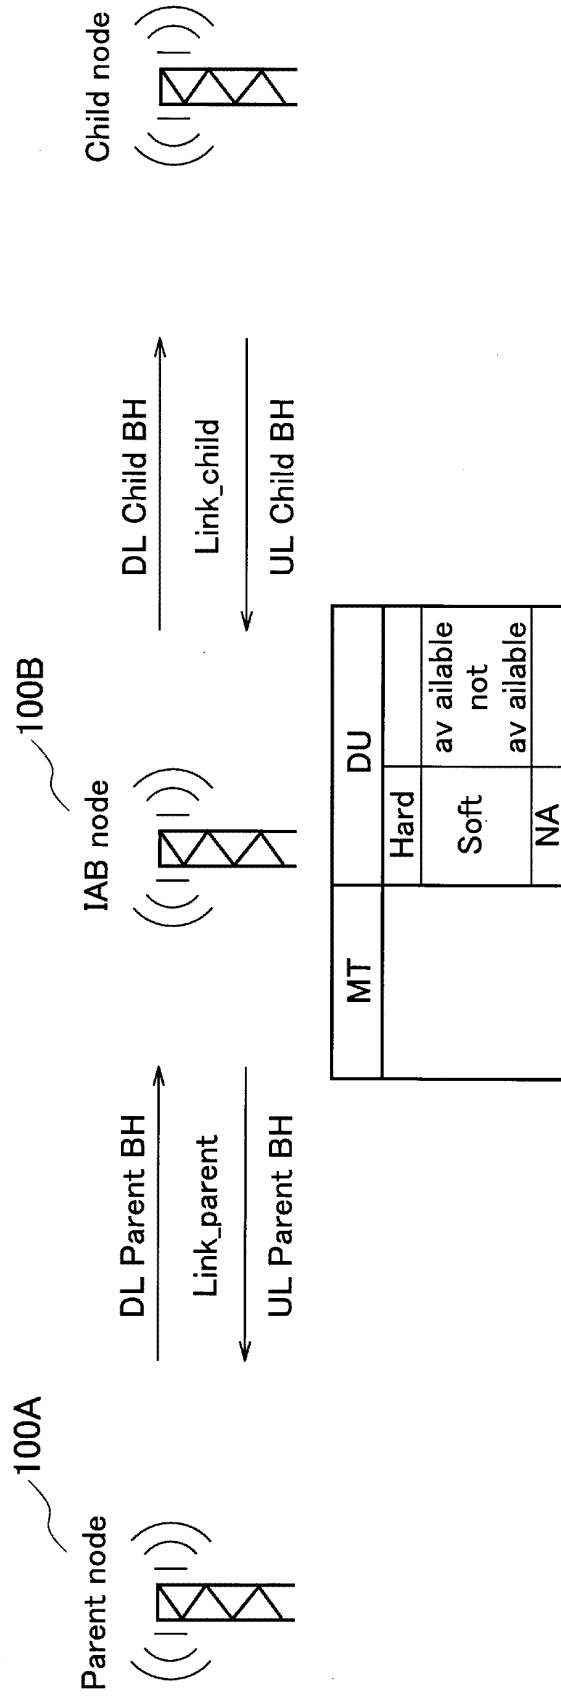 100A
100B
Parent node
IAB node
Child node
DL Parent BH
Link_parent
UL Parent BH
DL Child BH
Link_child
UL Child BH
MT
DU
Hard
Soft
av ailable
not
av ailable
NA